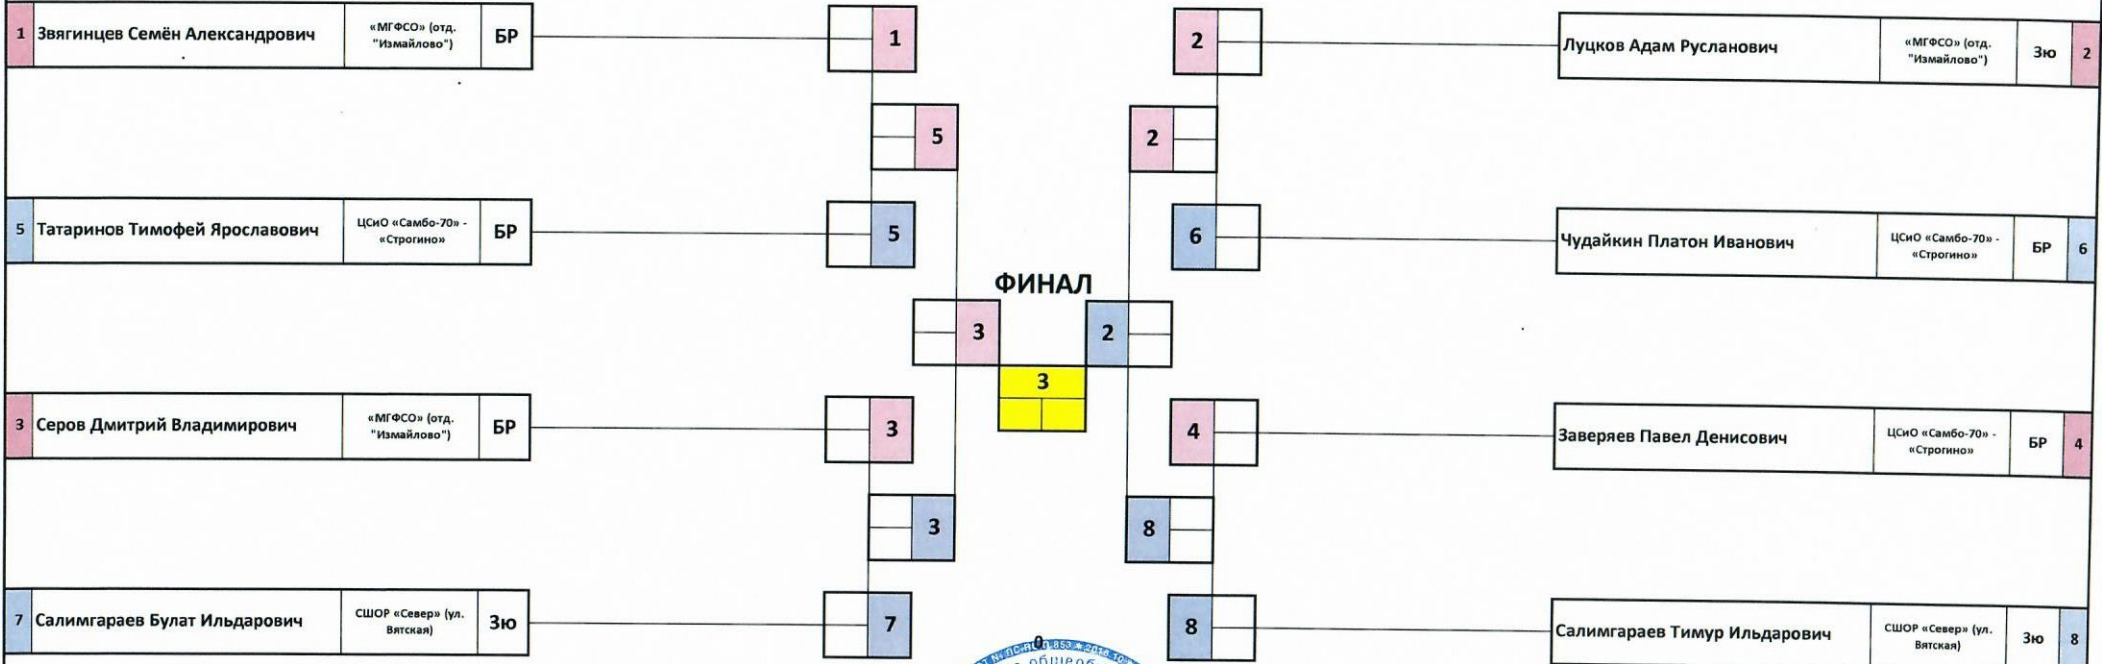 1 Звягинцев Семён Александрович «МГФСО» (отд. "Измайлово") БР
1
2
Луцков Адам Русланович «МГФСО» (отд. "Измайлово") Зю 2
5
2
5 Татаринов Тимофей Ярославович ЦСиО «Самбо-70» - «Строгино» БР
5
6
Чудайкин Платон Иванович ЦСиО «Самбо-70» - «Строгино» БР 6
ФИНАЛ
3
2
3
3 Серов Дмитрий Владимирович «МГФСО» (отд. "Измайлово") БР
3
4
Заверяев Павел Денисович ЦСиО «Самбо-70» - «Строгино» БР 4
3
8
7 Салимгараев Булат Ильдарович СШОР «Север» (ул. Вятская) Зю
7
8
Салимгараев Тимур Ильдарович СШОР «Север» (ул. Вятская) Зю 8
0